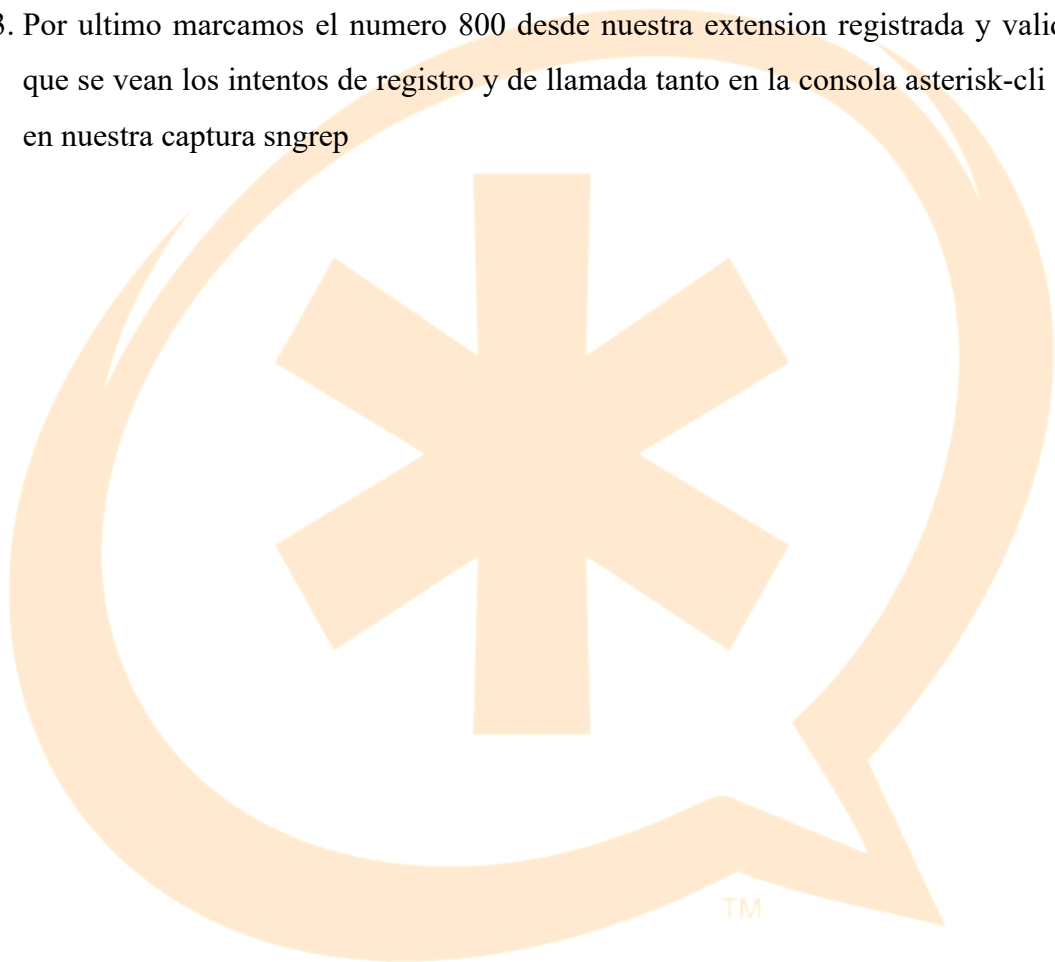 3. Por ultimo marcamos el numero 800 desde nuestra extension registrada y
que se vean los intentos de registro y de llamada tanto en la consola asterisk-cli
en nuestra captura sngrep
TM